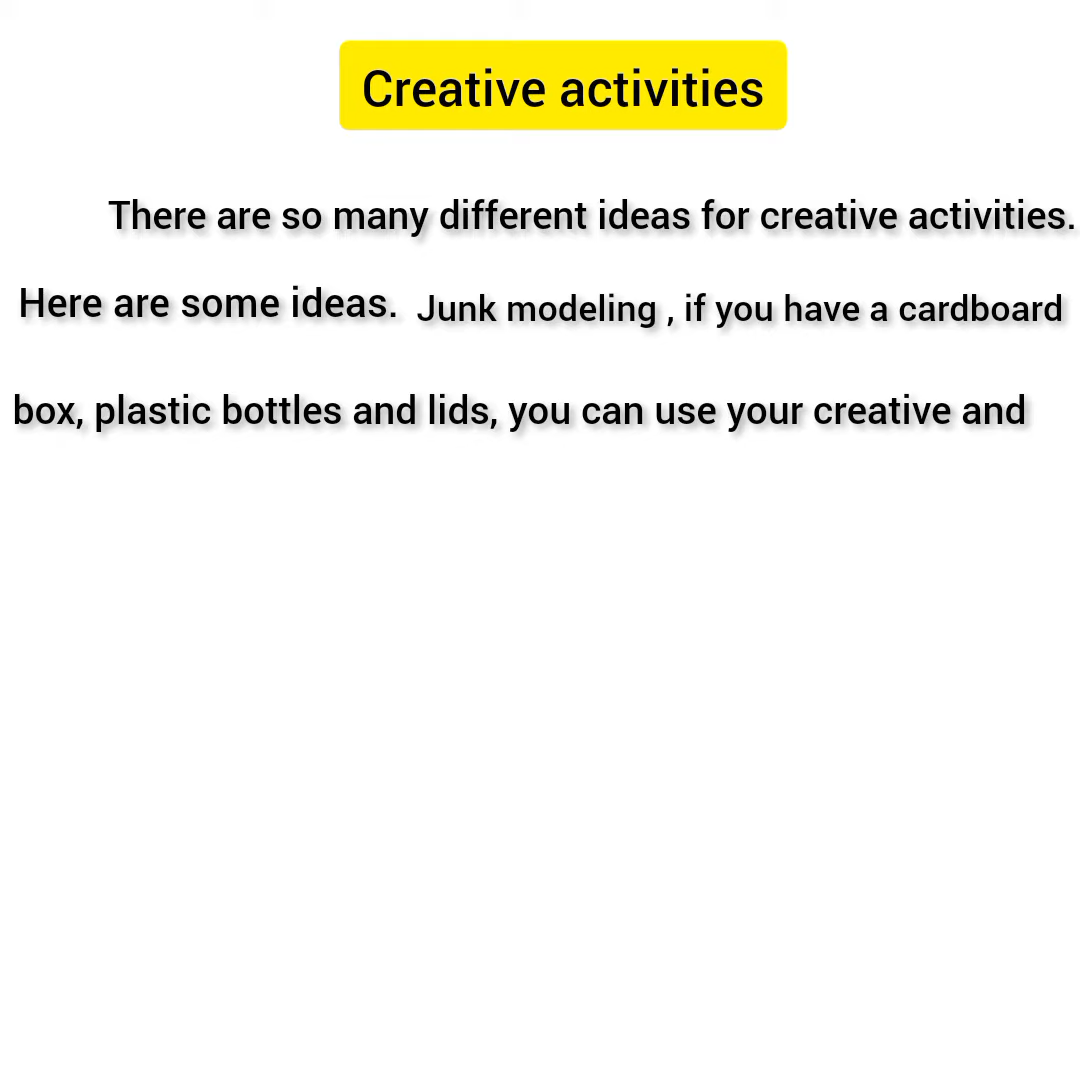 Creative activities
There are so many different ideas for creative activities.
Here are some ideas. Junk modeling , if you have a cardboard
box, plastic bottles and lids, you can use your creative and